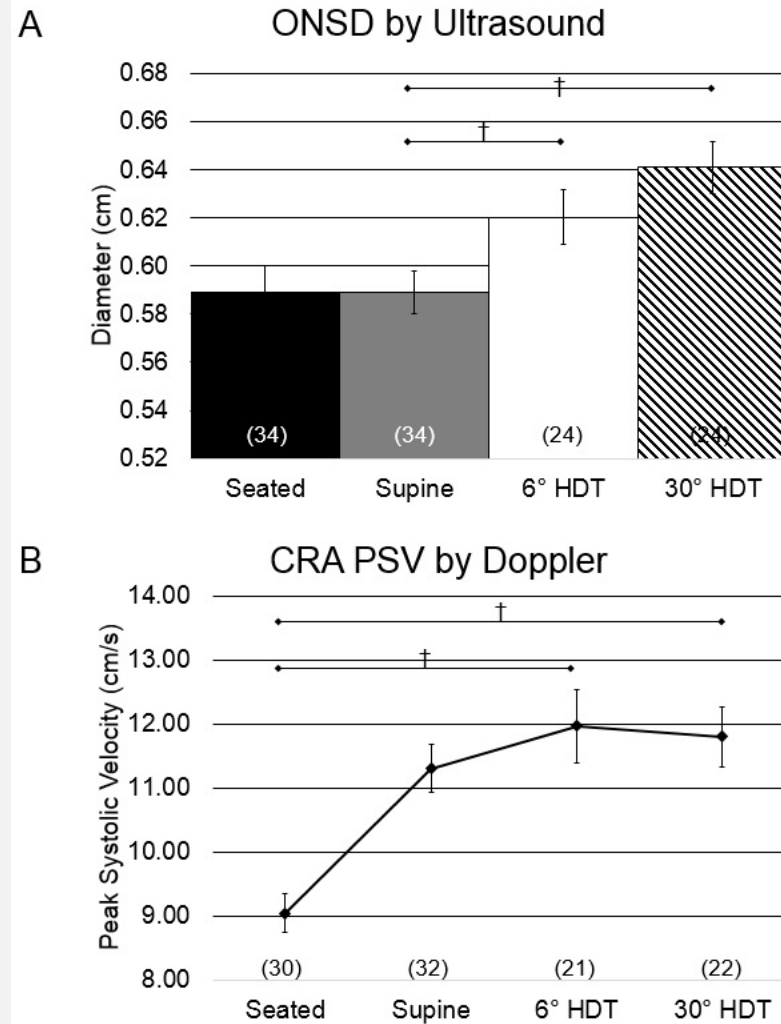 A
ONSD by Ultrasound
Diameter (cm)
0.68
0.66
0.64
0.62
0.60
0.58
0.56
0.54
0.52
†
†
(34) (34) (24) (24)
Seated Supine 6° HDT 30° HDT
B
CRA PSV by Doppler
Peak Systolic Velocity (cm/s)
14.00
13.00
12.00
11.00
10.00
9.00
8.00
†
†
(30) (32) (21) (22)
Seated Supine 6° HDT 30° HDT